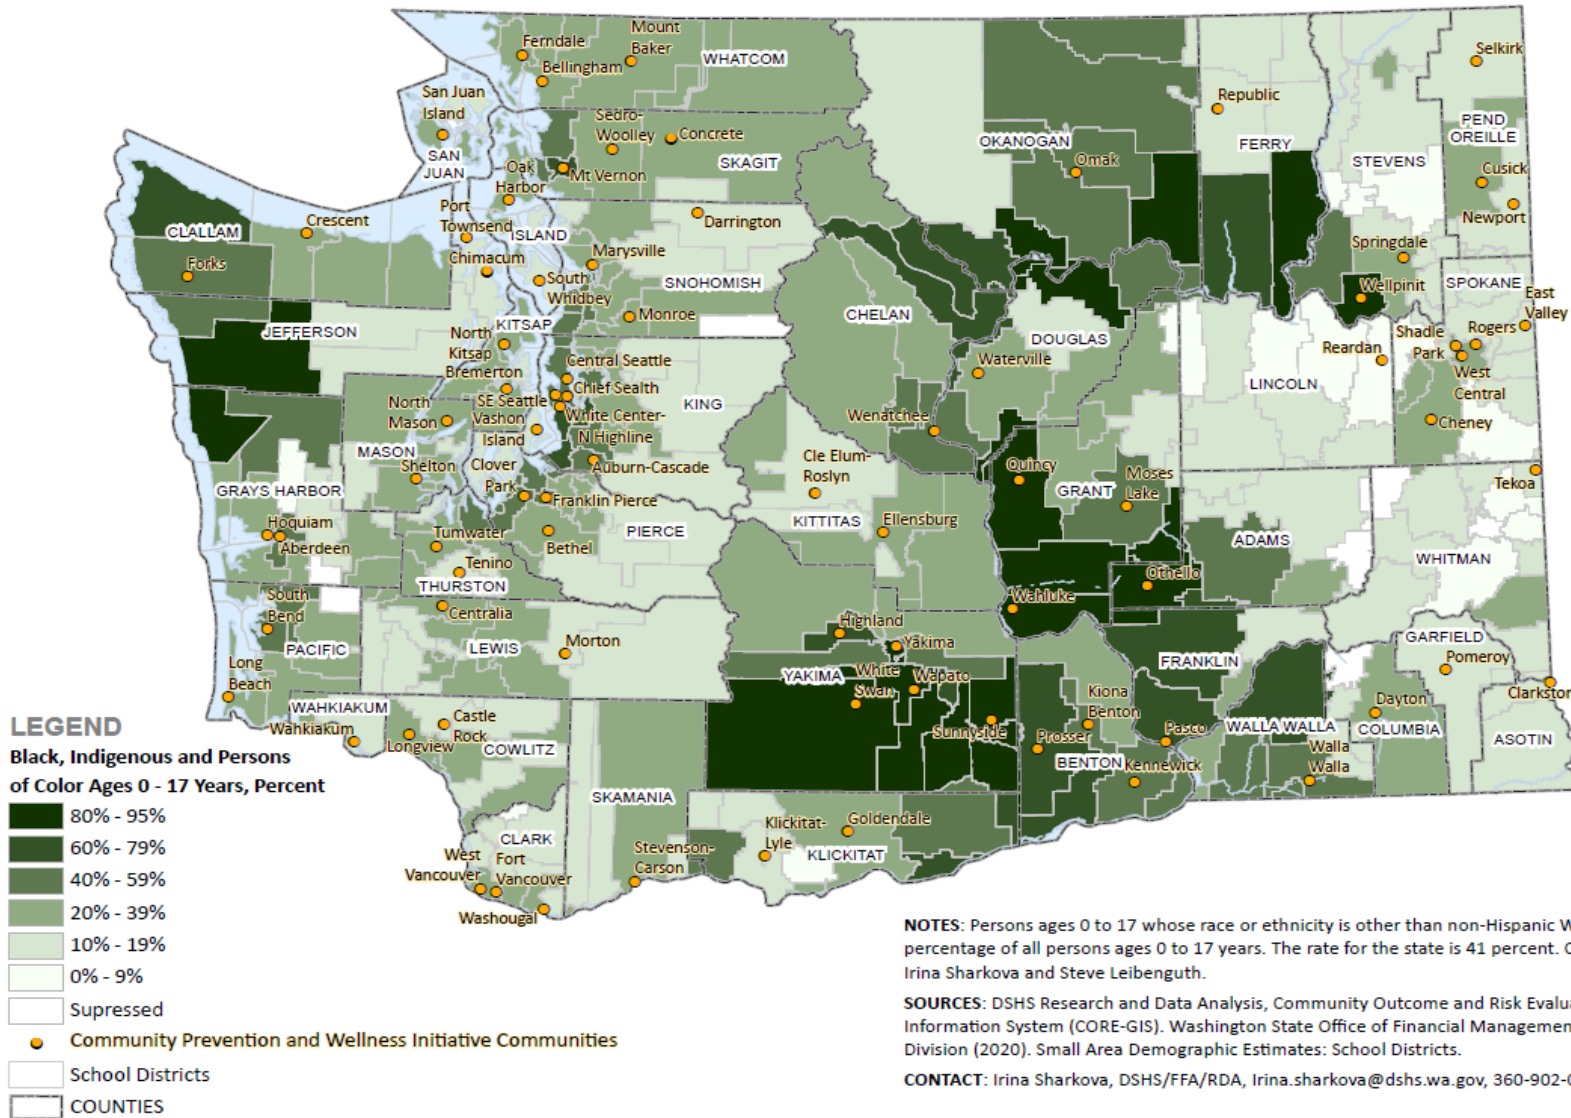 Ferndale
Mount
Baker
WHATCOM
Bellingham
San Juan
Island
SAN
JUAN
Sedro-
Woolley
Concrete
SKAGIT
Mt Vernon
Oak
Harbor
Port
Townsend
ISLAND
Darrington
CLALLAM
Crescent
Forks
Chimacum
Marysville
South
Whidbey
SNOHOMISH
Monroe
JEFFERSON
KITSAP
North
Kitsap
Bremerton
Central Seattle
Chief Sealth
SE Seattle
White Center-
N Highline
Vashon
Island
KING
North
Mason
MASON
Shelton
Clover
Park
Auburn-Cascade
Franklin Pierce
Bethel
PIERCE
GRAYS HARBOR
Hoquiam
Aberdeen
Tumwater
Tenino
THURSTON
Centralia
South
Bend
PACIFIC
LEWIS
Morton
Long
Beach
WAHKIAKUM
Wahkiakum
Longview
Castle
Rock
COWLITZ
SKAMANIA
CLARK
West
Vancouver
Fort
Vancouver
Washougal
Stevenson-
Carson
OKANOGAN
Omak
Republic
FERRY
STEVENS
Selkirk
PEND
OREILLE
Cusick
Newport
Springdale
Wellpinit
SPOKANE
East
Valley
Shadle
Park
Rogers
West
Central
Reardan
Cheney
LINCOLN
CHELAN
DOUGLAS
Waterville
Wenatchee
Cle Elum-
Roslyn
KITTITAS
Ellensburg
Quincy
GRANT
Moses
Lake
ADAMS
Othello
Wahluke
Tekoa
WHITMAN
Highland
Yakima
YAKIMA
White
Swan
Wapato
Sunnyside
FRANKLIN
Kiona
Benton
Prosser
BENTON
Pasco
Kennewick
WALLA WALLA
Walla
Walla
GARFIELD
Pomeroy
Dayton
COLUMBIA
Clarkston
ASOTIN
Klickitat-
Lyle
Goldendale
KLICKITAT
LEGEND
Black, Indigenous and Persons
of Color Ages 0 - 17 Years, Percent
80% - 95%
60% - 79%
40% - 59%
20% - 39%
10% - 19%
0% - 9%
Supressed
Community Prevention and Wellness Initiative Communities
School Districts
COUNTIES
NOTES: Persons ages 0 to 17 whose race or ethnicity is other than non-Hispanic
percentage of all persons ages 0 to 17 years. The rate for the state is 41 percent.
Irina Sharkova and Steve Leibenguth.
SOURCES: DSHS Research and Data Analysis, Community Outcome and Risk
Information System (CORE-GIS). Washington State Office of Financial
Division (2020). Small Area Demographic Estimates: School Districts.
CONTACT: Irina Sharkova, DSHS/FFA/RDA, Irina.sharkova@dshs.wa.gov, 360-902-